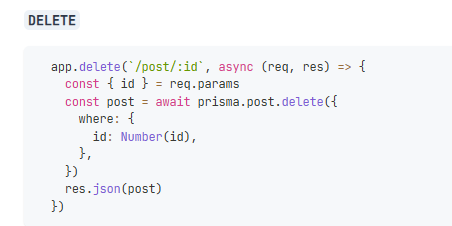 DELETE
app.delete(`/post/:id`, async (req, res) => {
  const { id } = req.params
  const post = await prisma.post.delete({
    where: {
      id: Number(id),
    },
  })
  res.json(post)
})